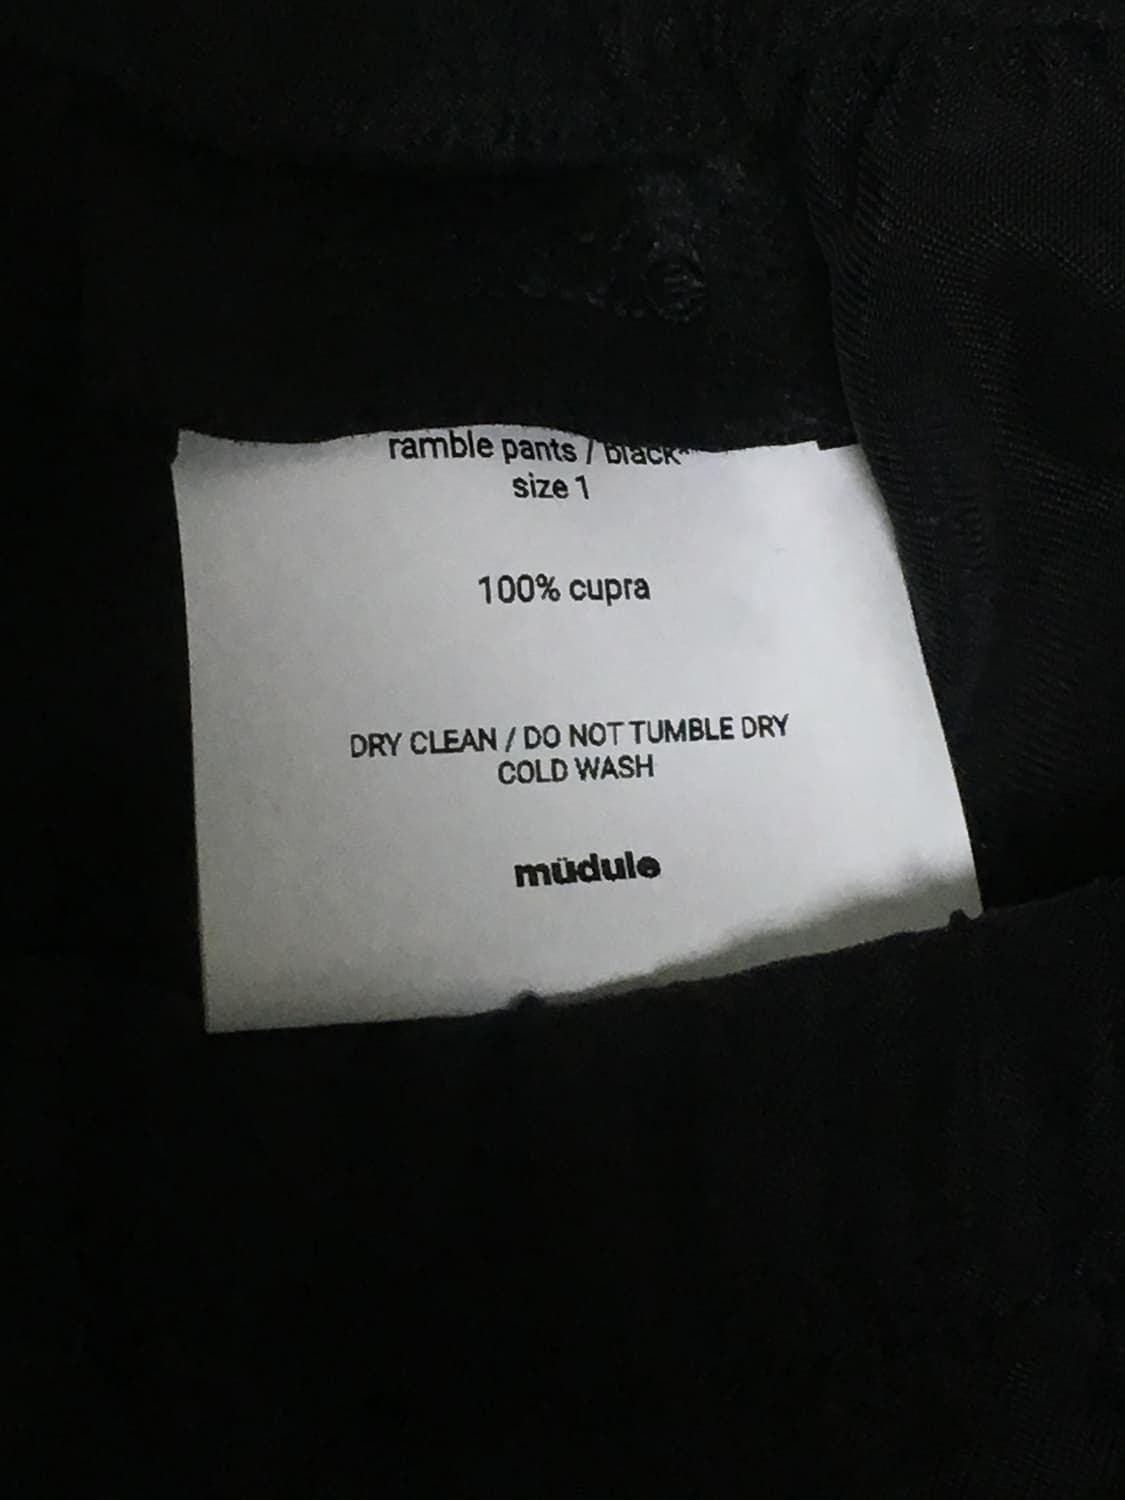 ramble pants / black
size 1
100% cupra
DRY CLEAN / DO NOT TUMBLE DRY
COLD WASH
müdule